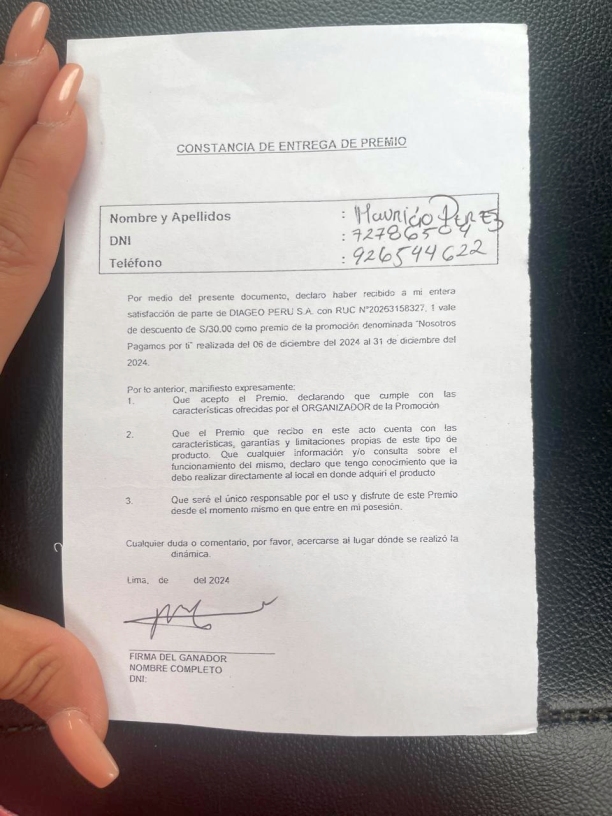 CONSTANCIA DE ENTREGA DE PREMIO
Nombre y Apellidos : Mauricio Perez
DNI : 72786504
Teléfono : 926544622
Por medio del presente documento, declaro haber recibido a mi entera
satisfacción de parte de DIAGEO PERU S.A. con RUC N°20263158327, 1 vale
de descuento de S/30.00 como premio de la promoción denominada "Nosotros
Pagamos por ti" realizada del 06 de diciembre del 2024 al 31 de diciembre del
2024.
Por lo anterior, manifiesto expresamente:
1. Que acepto el Premio, declarando que cumple con las
características ofrecidas por el ORGANIZADOR de la Promoción
2. Que el Premio que recibo en este acto cuenta con las
características, garantías y limitaciones propias de este tipo de
producto. Que cualquier información y/o consulta sobre el
funcionamiento del mismo, declaro que tengo conocimiento que la
debo realizar directamente al local en donde adquirí el producto
3. Que seré el único responsable por el uso y disfrute de este Premio
desde el momento mismo en que entre en mi posesión.
Cualquier duda o comentario, por favor, acercarse al lugar dónde se realizó la
dinámica.
Lima, de del 2024
FIRMA DEL GANADOR
NOMBRE COMPLETO
DNI: